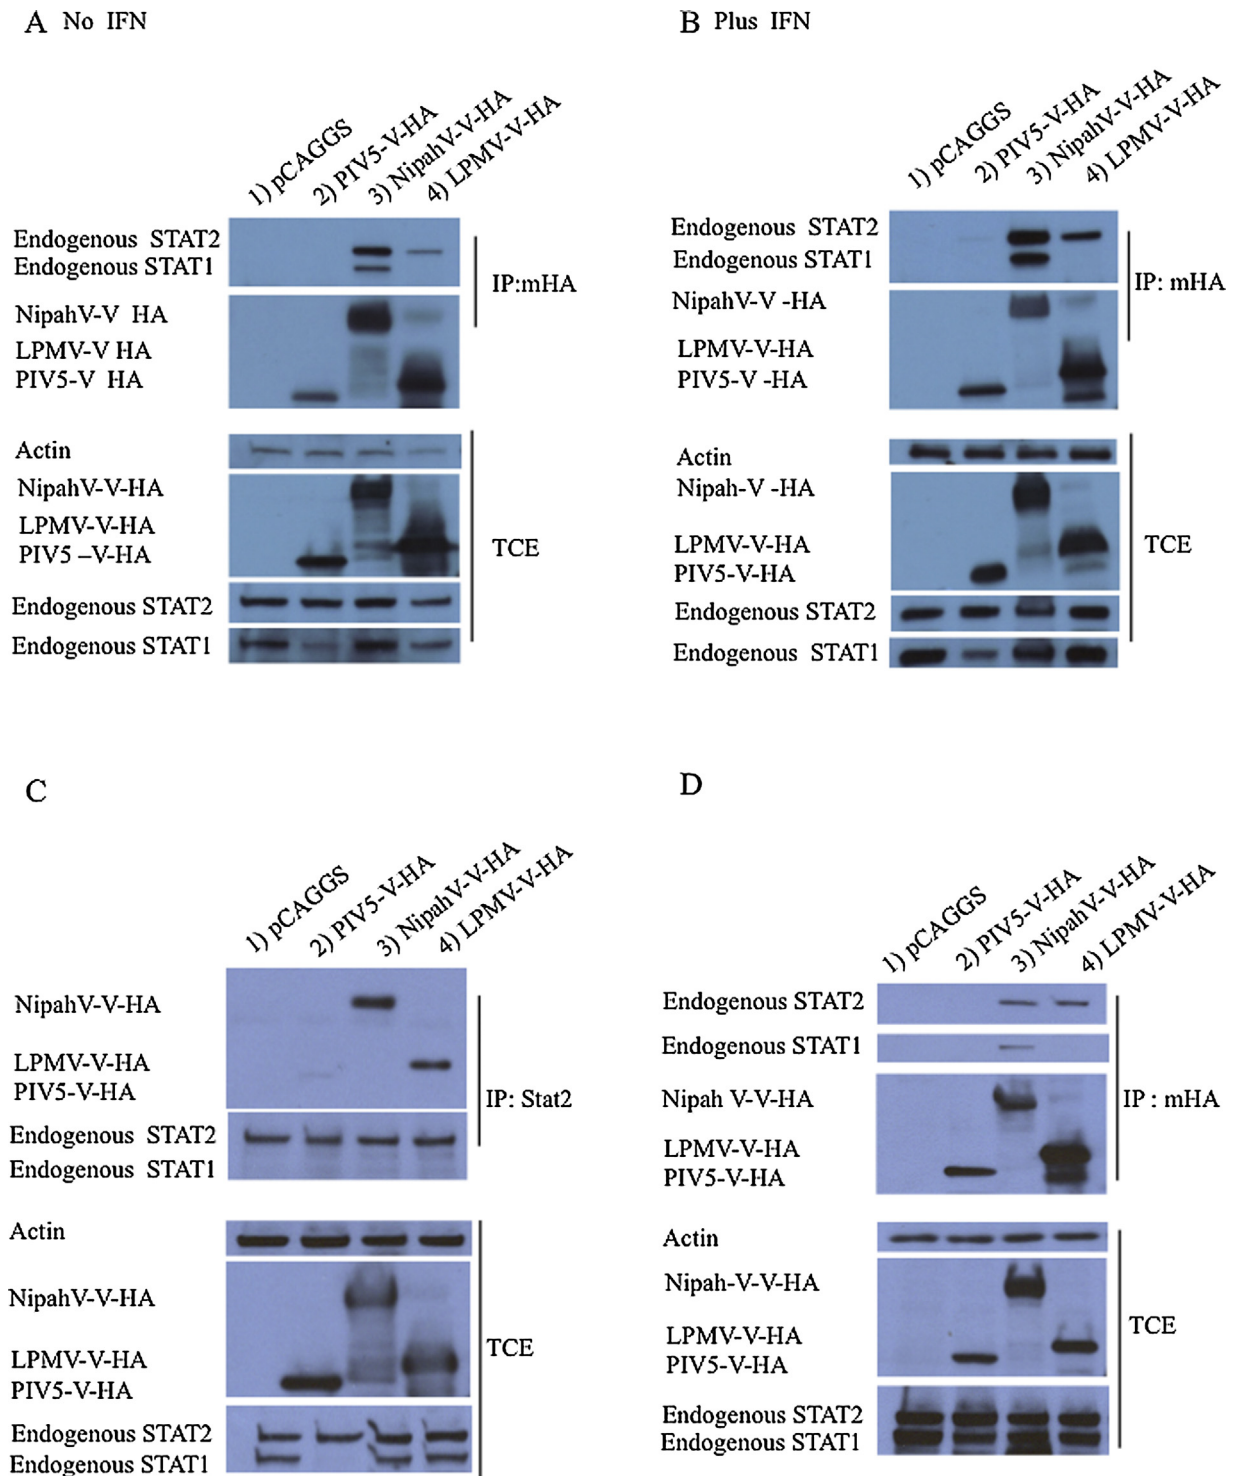 A No IFN
1) pCAGGS
2) PIV5-V-HA
3) NipahV-V-HA
4) LPMV-V-HA
Endogenous STAT2
Endogenous STAT1
NipahV-V HA
LPMV-V HA
PIV5-V HA
IP:mHA
Actin
NipahV-V-HA
LPMV-V-HA
PIV5 –V-HA
Endogenous STAT2
Endogenous STAT1
TCE
B Plus IFN
1) pCAGGS
2) PIV5-V-HA
3) NipahV-V-HA
4) LPMV-V-HA
Endogenous STAT2
Endogenous STAT1
NipahV-V -HA
LPMV-V-HA
PIV5-V -HA
IP: mHA
Actin
Nipah-V -HA
LPMV-V-HA
PIV5-V-HA
Endogenous STAT2
Endogenous STAT1
TCE
C
1) pCAGGS
2) PIV5-V-HA
3) NipahV-V-HA
4) LPMV-V-HA
NipahV-V-HA
LPMV-V-HA
PIV5-V-HA
Endogenous STAT2
Endogenous STAT1
IP: Stat2
Actin
NipahV-V-HA
LPMV-V-HA
PIV5-V-HA
Endogenous STAT2
Endogenous STAT1
TCE
D
1) pCAGGS
2) PIV5-V-HA
3) NipahV-V-HA
4) LPMV-V-HA
Endogenous STAT2
Endogenous STAT1
Nipah V-V-HA
LPMV-V-HA
PIV5-V-HA
IP : mHA
Actin
Nipah-V-V-HA
LPMV-V-HA
PIV5-V-HA
Endogenous STAT2
Endogenous STAT1
TCE